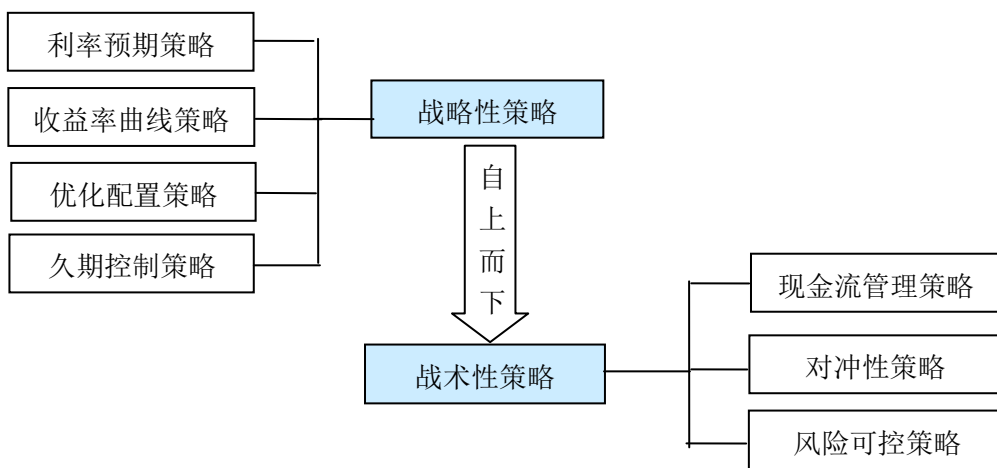 利率预期策略
收益率曲线策略
战略性策略
优化配置策略
久期控制策略
自
上
而
下
现金流管理策略
战术性策略
对冲性策略
风险可控策略